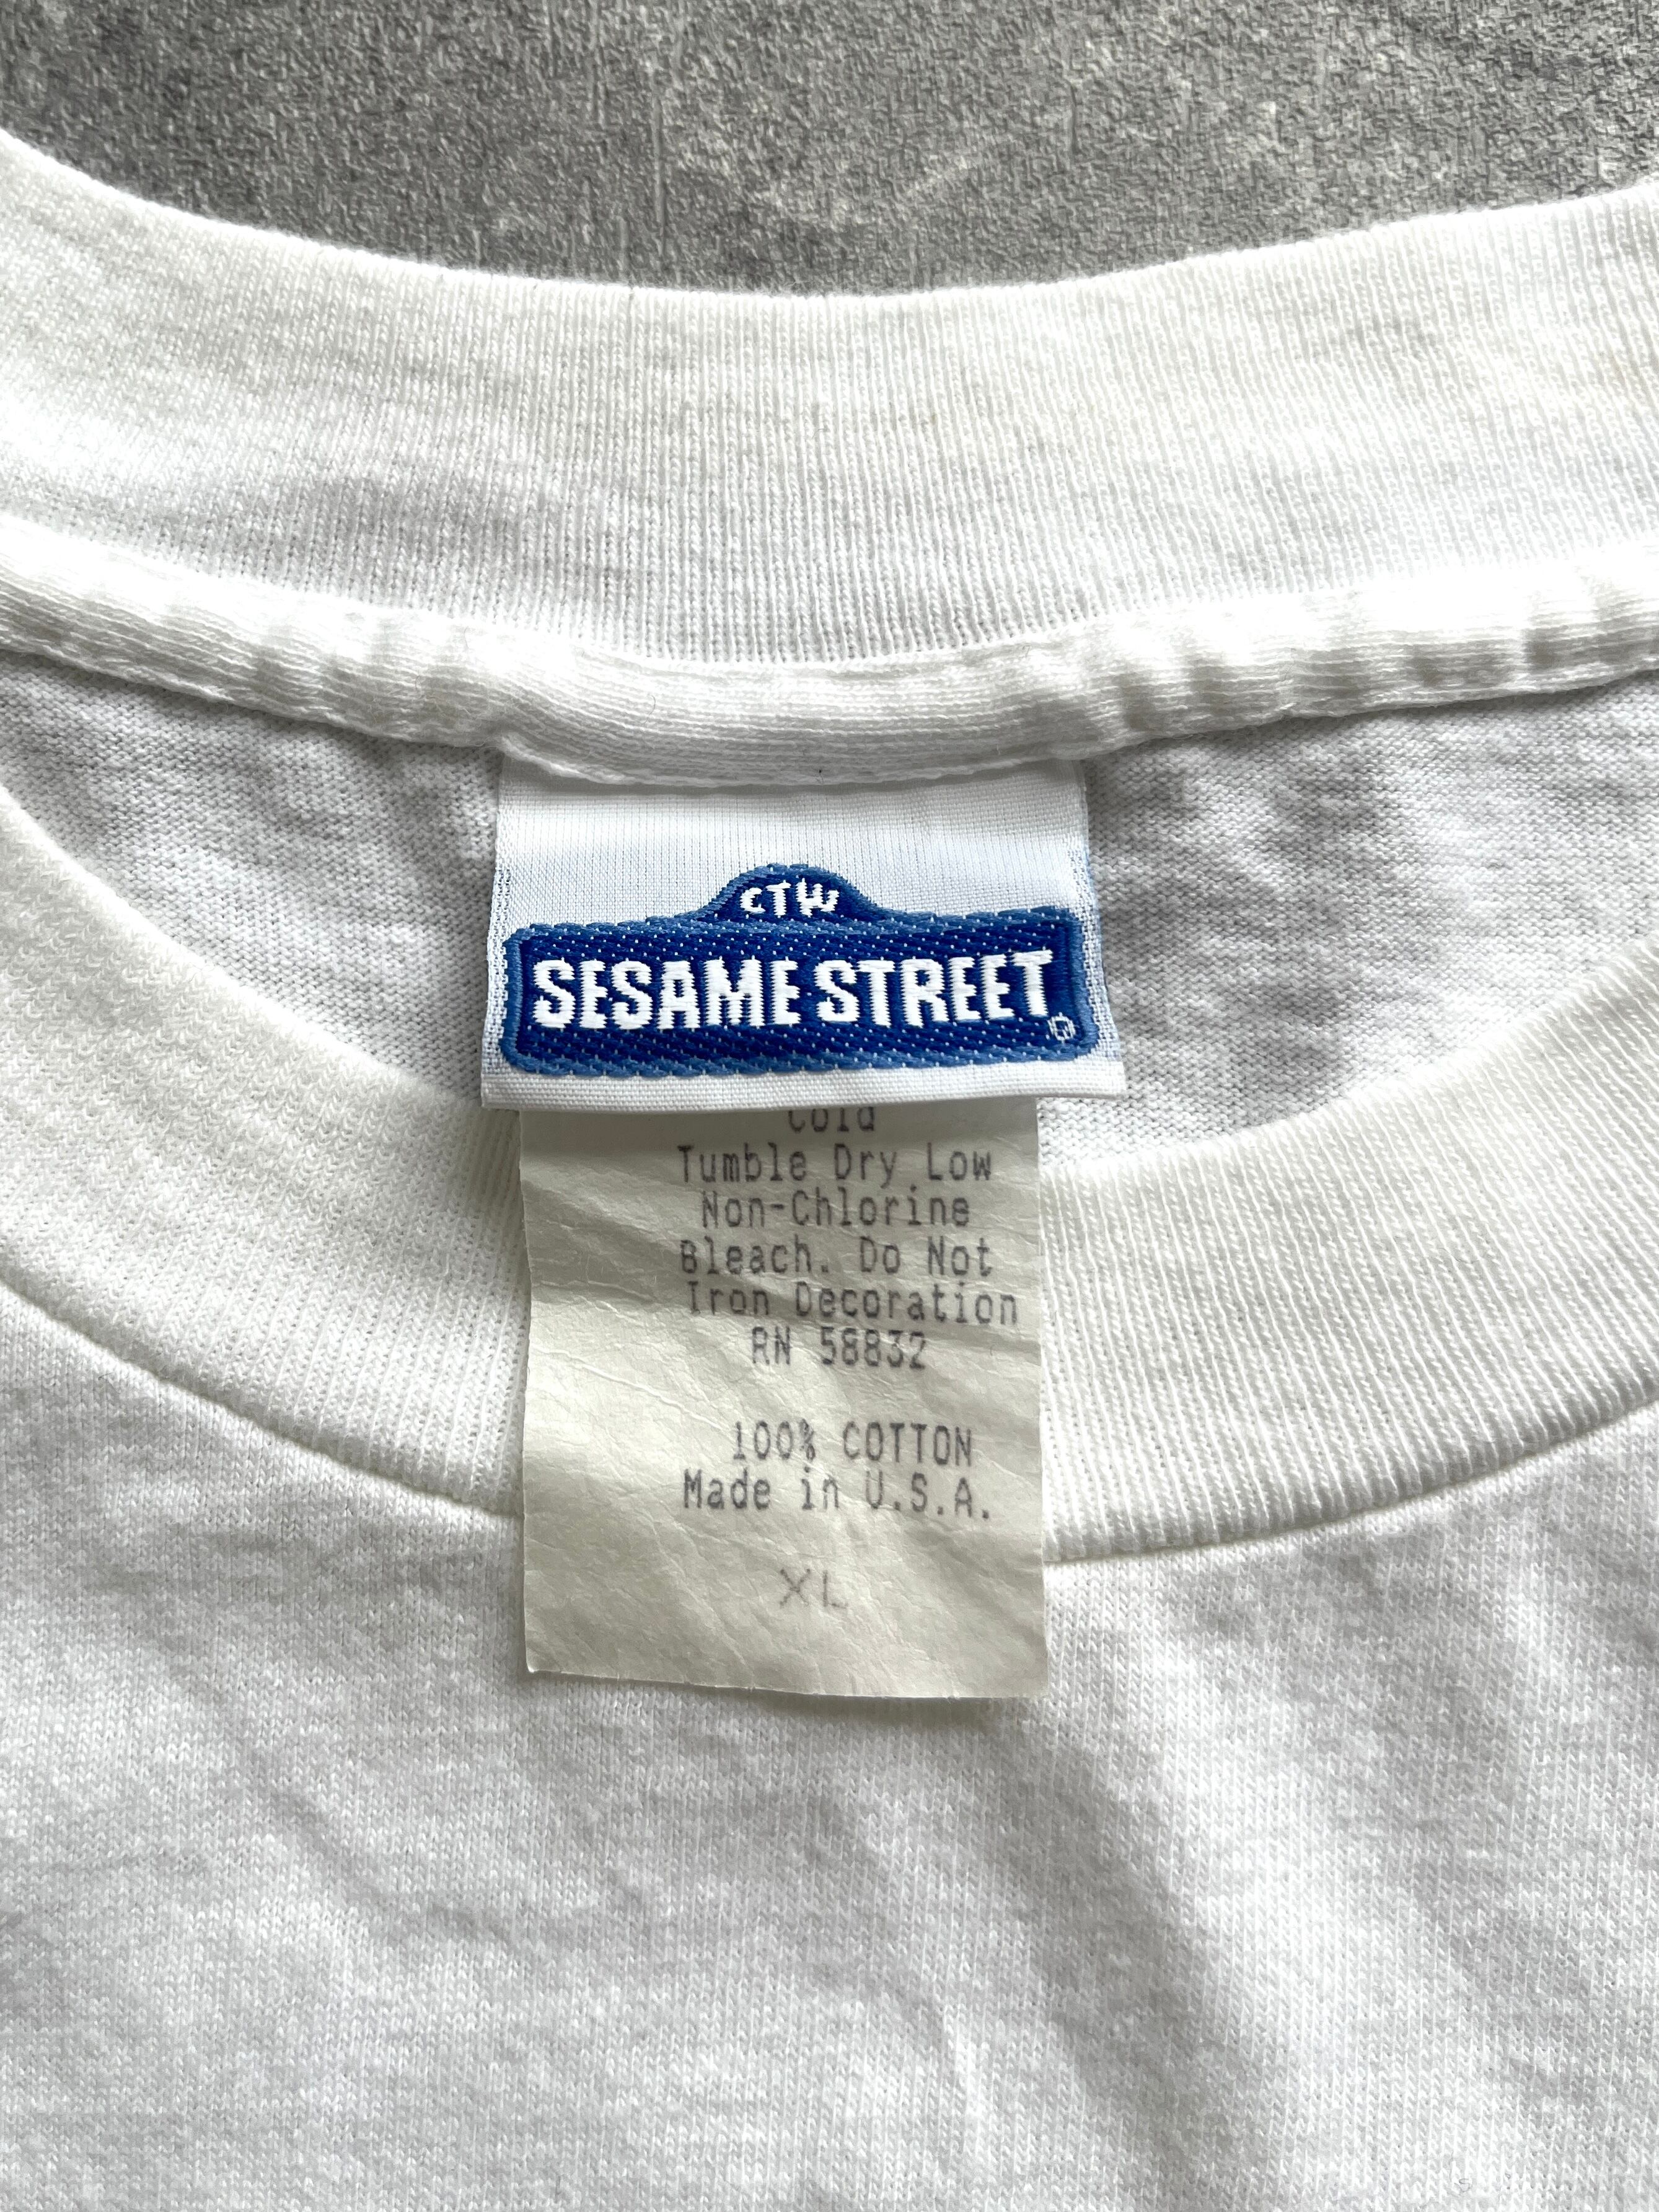 CTW
SESAME STREET
Cold
Tumble Dry Low
Non-Chlorine
Bleach. Do Not
Iron Decoration
RN 58832
100% COTTON
Made in U.S.A.
XL